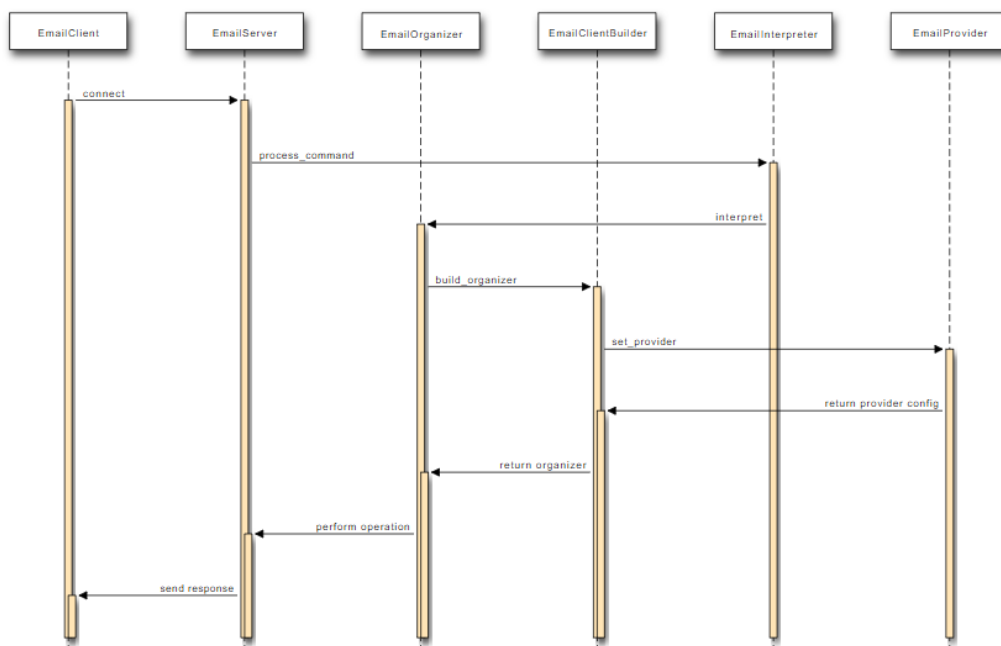 EmailClient
EmailServer
EmailOrganizer
EmailClientBuilder
EmailInterpreter
EmailProvider
connect
process_command
interpret
build_organizer
set_provider
return provider config
return organizer
perform operation
send response